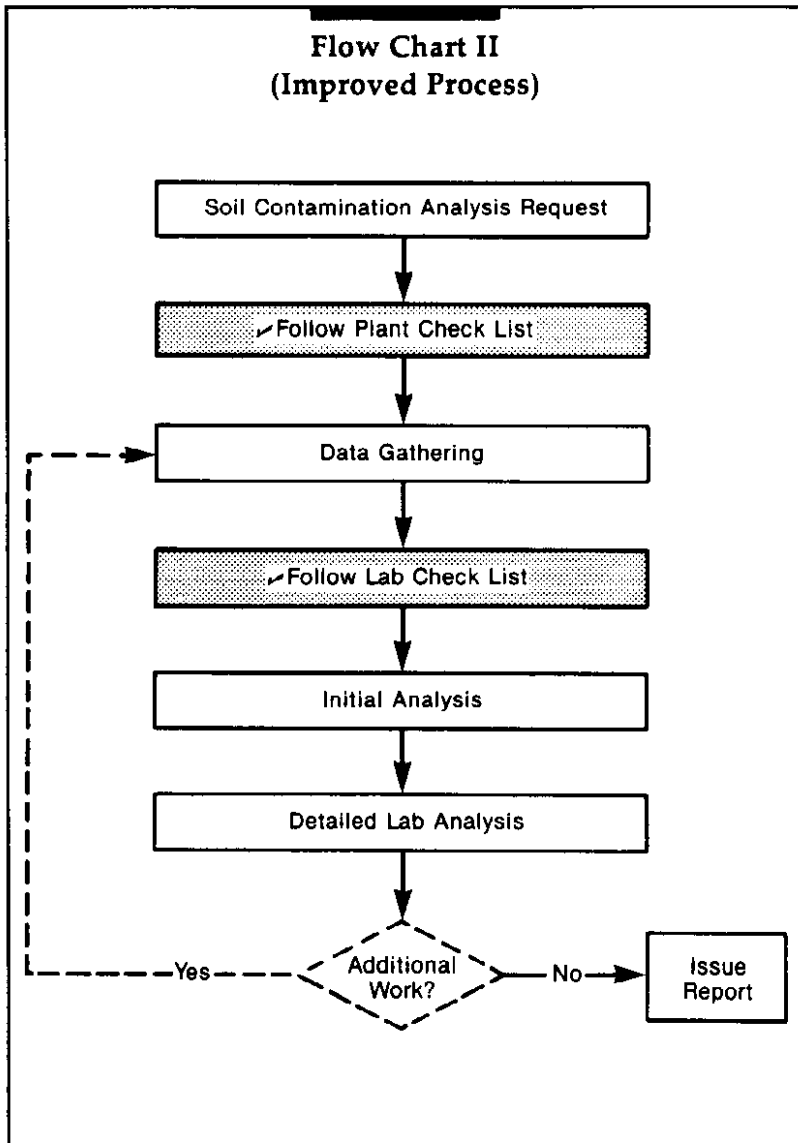 Flow Chart II
(Improved Process)
Soil Contamination Analysis Request
✓Follow Plant Check List
Data Gathering
✓Follow Lab Check List
Initial Analysis
Detailed Lab Analysis
Additional
Work?
Yes
No
Issue
Report